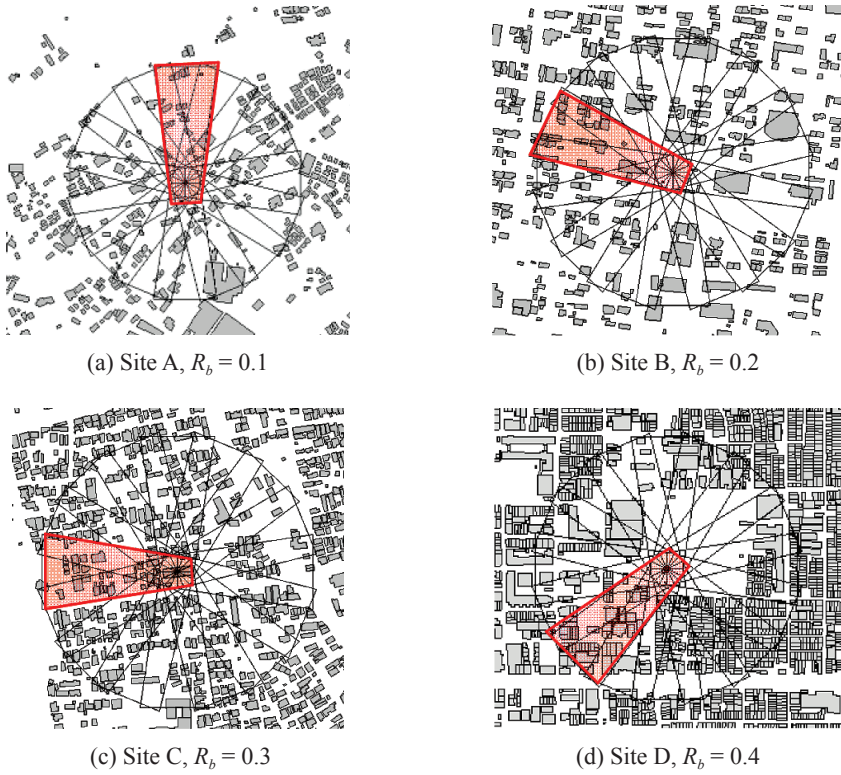 (a) Site A, R_b = 0.1
(b) Site B, R_b = 0.2
(c) Site C, R_b = 0.3
(d) Site D, R_b = 0.4